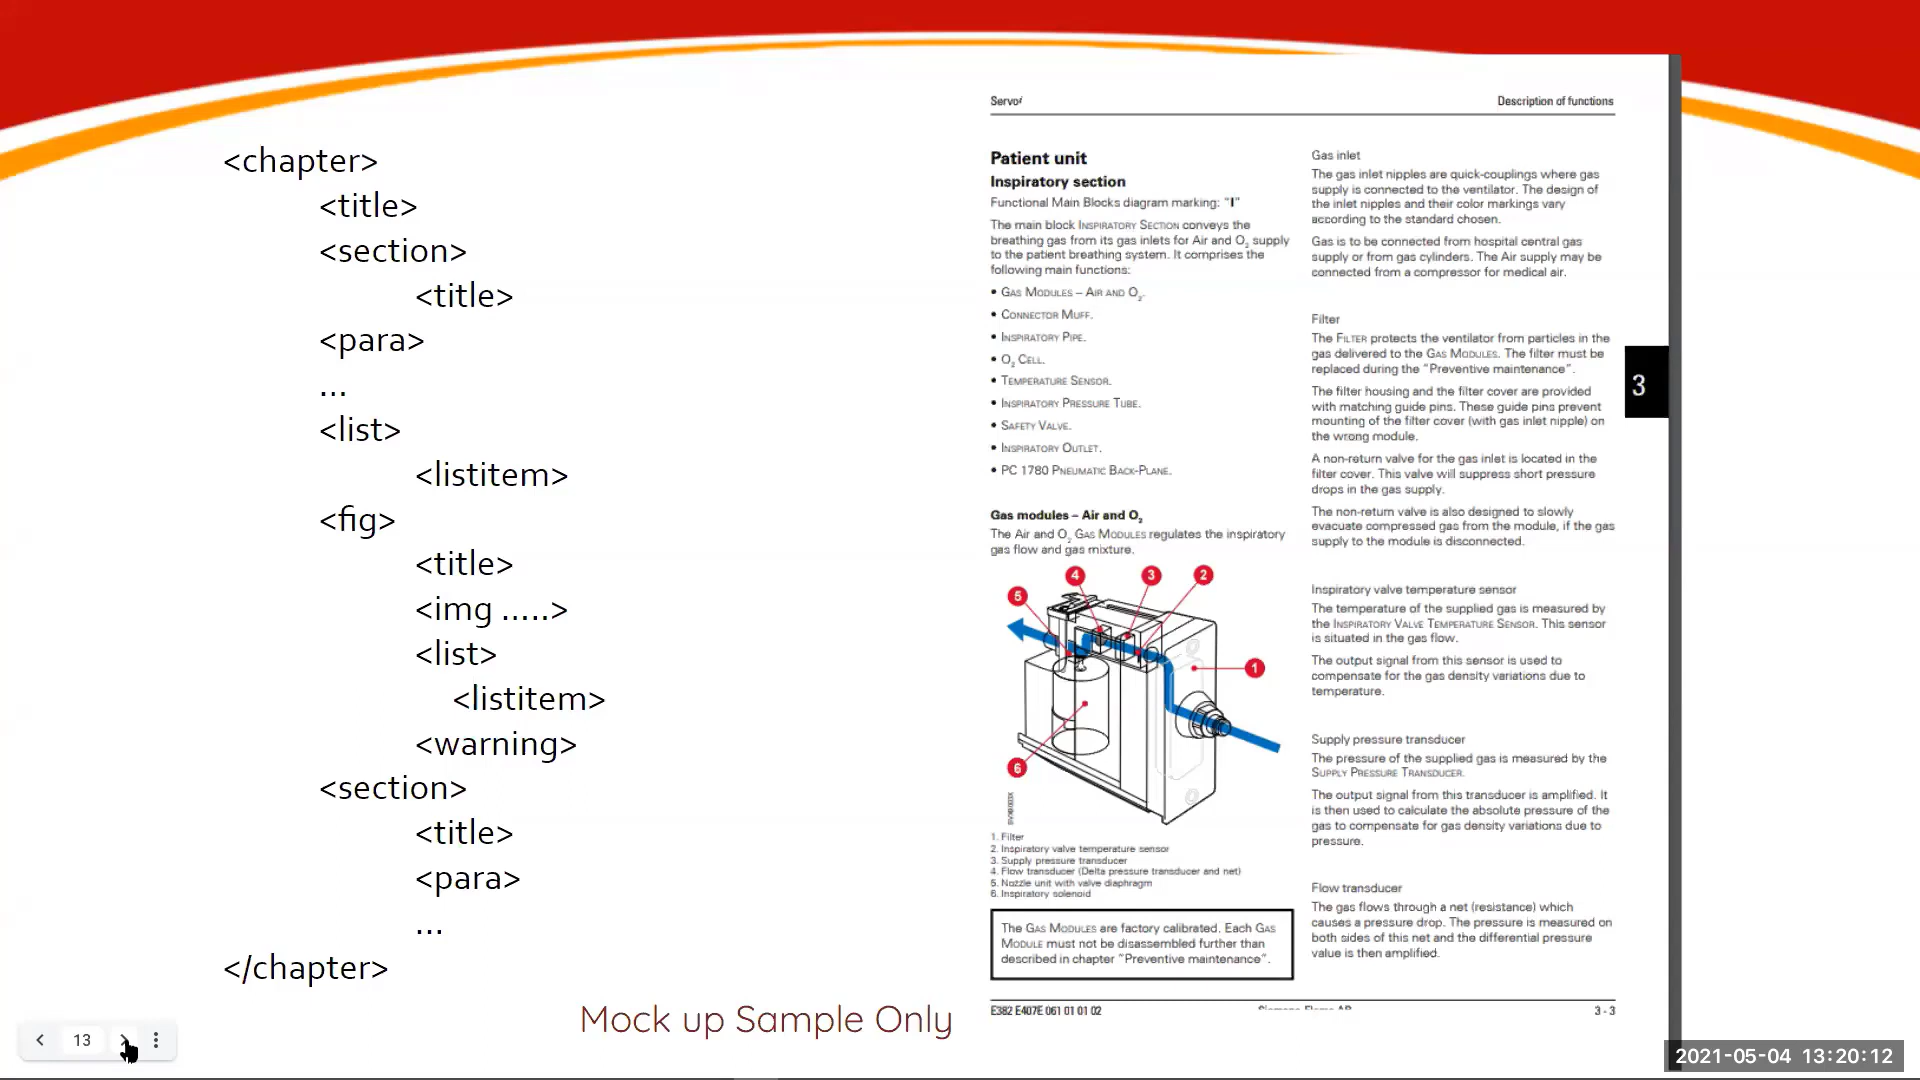 <chapter>
<title>
<section>
<title>
<para>
...
<list>
<listitem>
<fig>
<title>
<img .....>
<list>
<listitem>
<warning>
<section>
<title>
<para>
...
</chapter>
Mock up Sample Only
13
Servoi
Description of functions
Patient unit
Inspiratory section
Functional Main Blocks diagram marking: "I"
The main block INSPIRATORY SECTION conveys the
breathing gas from its gas inlets for Air and O2 supply
to the patient breathing system. It comprises the
following main functions:
• GAS MODULES – AIR AND O2.
• CONNECTOR MUFF.
• INSPIRATORY PIPE.
• O2 CELL.
• TEMPERATURE SENSOR.
• INSPIRATORY PRESSURE TUBE.
• SAFETY VALVE.
• INSPIRATORY OUTLET.
• PC 1780 PNEUMATIC BACK-PLANE.
Gas modules – Air and O2
The Air and O2 GAS MODULES regulates the inspiratory
gas flow and gas mixture.
4
3
2
5
1
6
1. Filter
2. Inspiratory valve temperature sensor
3. Supply pressure transducer
4. Flow transducer (Delta pressure transducer and net)
5. Nozzle unit with valve diaphragm
6. Inspiratory solenoid
The GAS MODULES are factory calibrated. Each GAS
MODULE must not be disassembled further than
described in chapter "Preventive maintenance".
Gas inlet
The gas inlet nipples are quick-couplings where gas
supply is connected to the ventilator. The design of
the inlet nipples and their color markings vary
according to the standard chosen.
Gas is to be connected from hospital central gas
supply or from gas cylinders. The Air supply may be
connected from a compressor for medical air.
Filter
The FILTER protects the ventilator from particles in the
gas delivered to the GAS MODULES. The filter must be
replaced during the "Preventive maintenance".
The filter housing and the filter cover are provided
with matching guide pins. These guide pins prevent
mounting of the filter cover (with gas inlet nipple) on
the wrong module.
A non-return valve for the gas inlet is located in the
filter cover. This valve will suppress short pressure
drops in the gas supply.
The non-return valve is also designed to slowly
evacuate compressed gas from the module, if the gas
supply to the module is disconnected.
Inspiratory valve temperature sensor
The temperature of the supplied gas is measured by
the INSPIRATORY VALVE TEMPERATURE SENSOR. This sensor
is situated in the gas flow.
The output signal from this sensor is used to
compensate for the gas density variations due to
temperature.
Supply pressure transducer
The pressure of the supplied gas is measured by the
SUPPLY PRESSURE TRANSDUCER.
The output signal from this transducer is amplified. It
is then used to calculate the absolute pressure of the
gas to compensate for gas density variations due to
pressure.
Flow transducer
The gas flows through a net (resistance) which
causes a pressure drop. The pressure is measured on
both sides of this net and the differential pressure
value is then amplified.
3
E382 E407E 061 01 01 02
3 - 3
2021-05-04 13:20:12